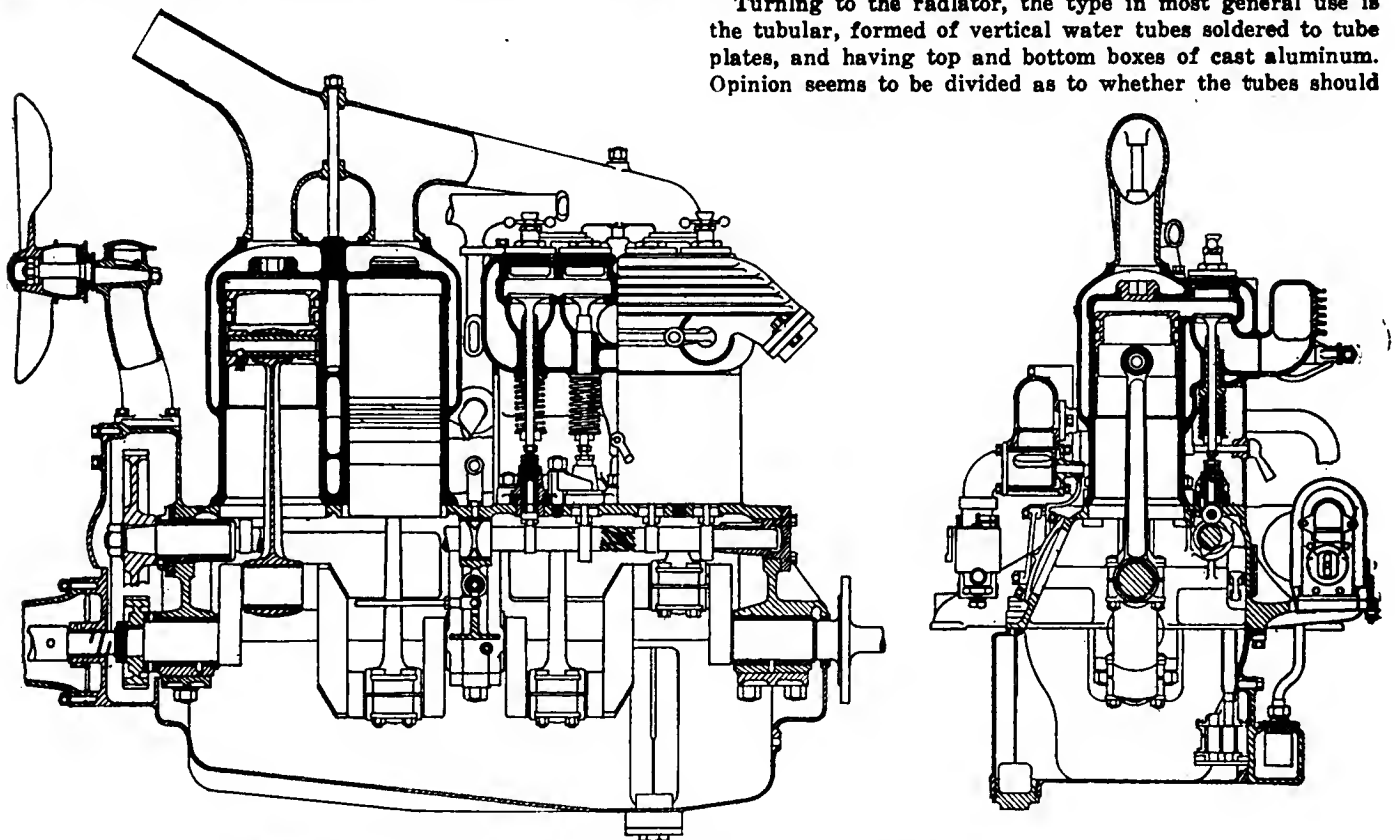 Turning to the radiator, the type in most general use is
the tubular, formed of vertical water tubes soldered to tube
plates, and having top and bottom boxes of cast aluminum.
Opinion seems to be divided as to whether the tubes should